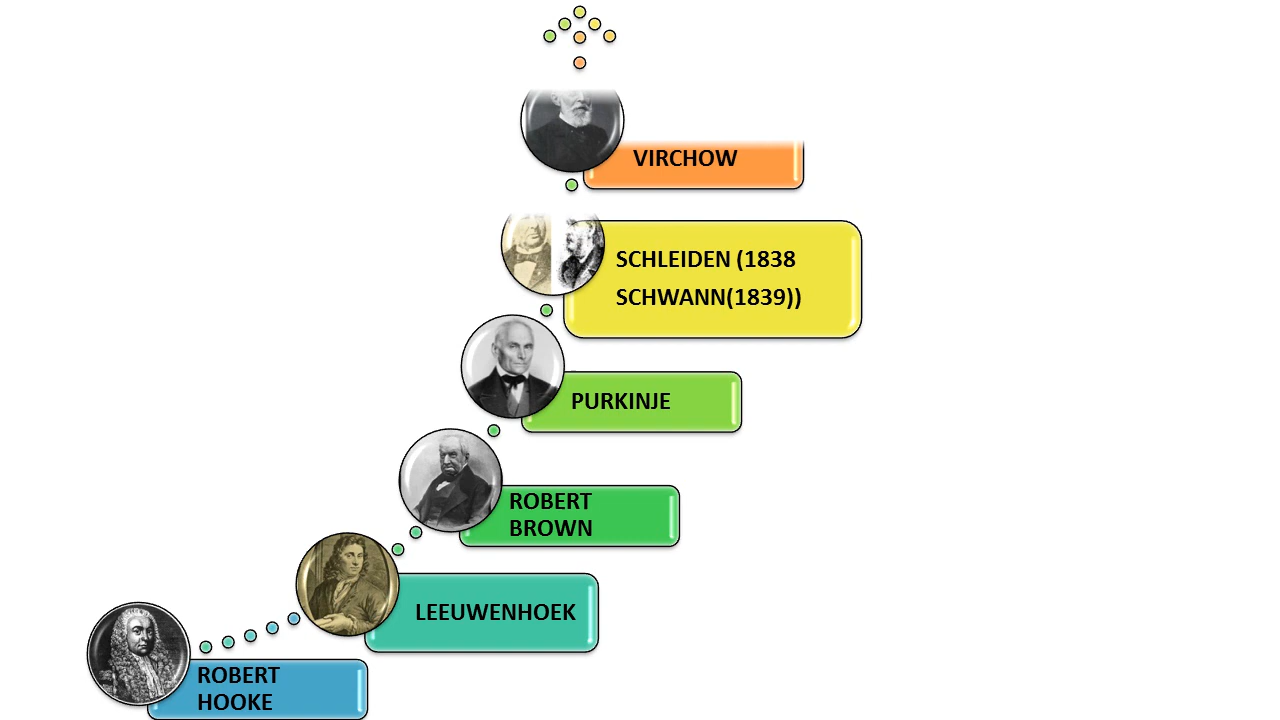 VIRCHOW
SCHLEIDEN (1838
SCHWANN(1839))
PURKINJE
ROBERT
BROWN
LEEUWENHOEK
ROBERT
HOOKE